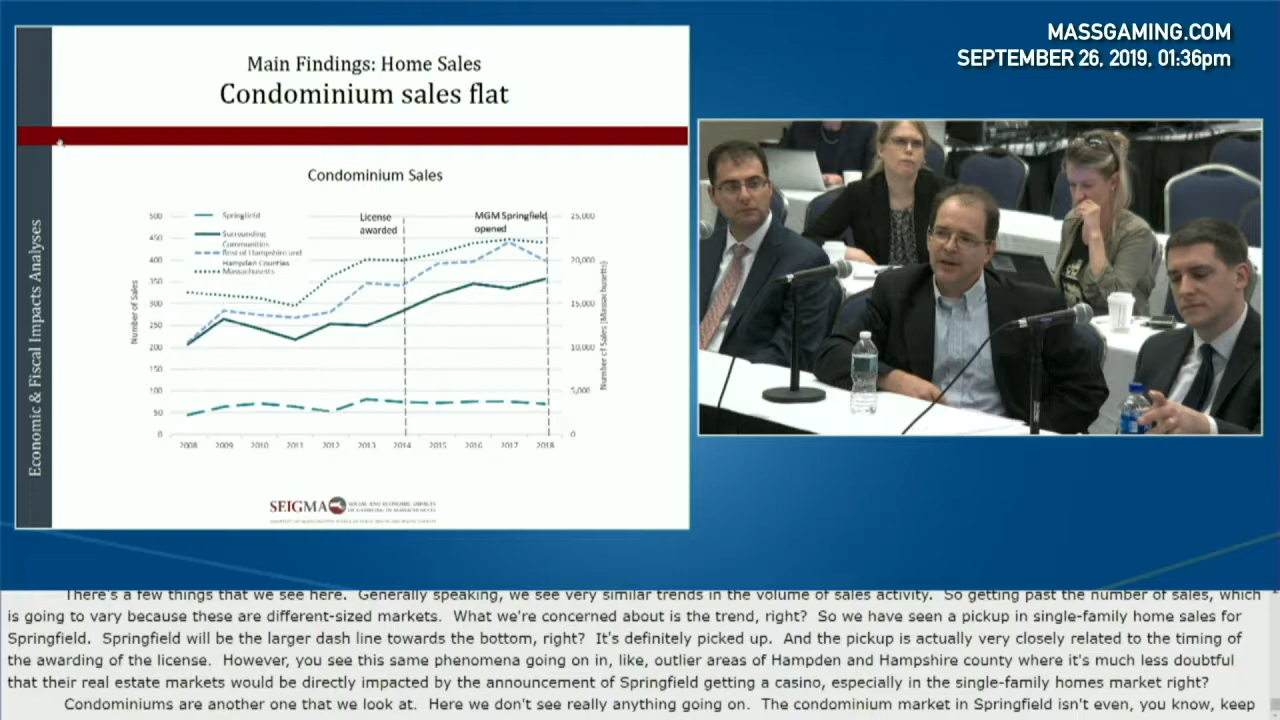 MASSGAMING.COM
SEPTEMBER 26, 2019, 01:36pm
Main Findings: Home Sales
Condominium sales flat
Economic & Fiscal Impacts Analyses
Condominium Sales
Springfield
Surrounding
Communities
Rest of Hampshire and
Hampden Counties
Massachusetts
License
awarded
MGM Springfield
opened
Number of Sales
500
450
400
350
300
250
200
150
100
50
0
25,000
20,000
15,000
10,000
5,000
0
Number of Sales (Massachusetts)
2008 2009 2010 2011 2012 2013 2014 2015 2016 2017 2018
SEIGMA
SOCIAL AND ECONOMIC IMPACTS
OF GAMBLING IN MASSACHUSETTS
There's a few things that we see here. Generally speaking, we see very similar trends in the volume of sales activity. So getting past the number of sales, which
is going to vary because these are different-sized markets. What we're concerned about is the trend, right? So we have seen a pickup in single-family home sales for
Springfield. Springfield will be the larger dash line towards the bottom, right? It's definitely picked up. And the pickup is actually very closely related to the timing of
the awarding of the license. However, you see this same phenomena going on in, like, outlier areas of Hampden and Hampshire county where it's much less doubtful
that their real estate markets would be directly impacted by the announcement of Springfield getting a casino, especially in the single-family homes market right?
Condominiums are another one that we look at. Here we don't see really anything going on. The condominium market in Springfield isn't even, you know, keep